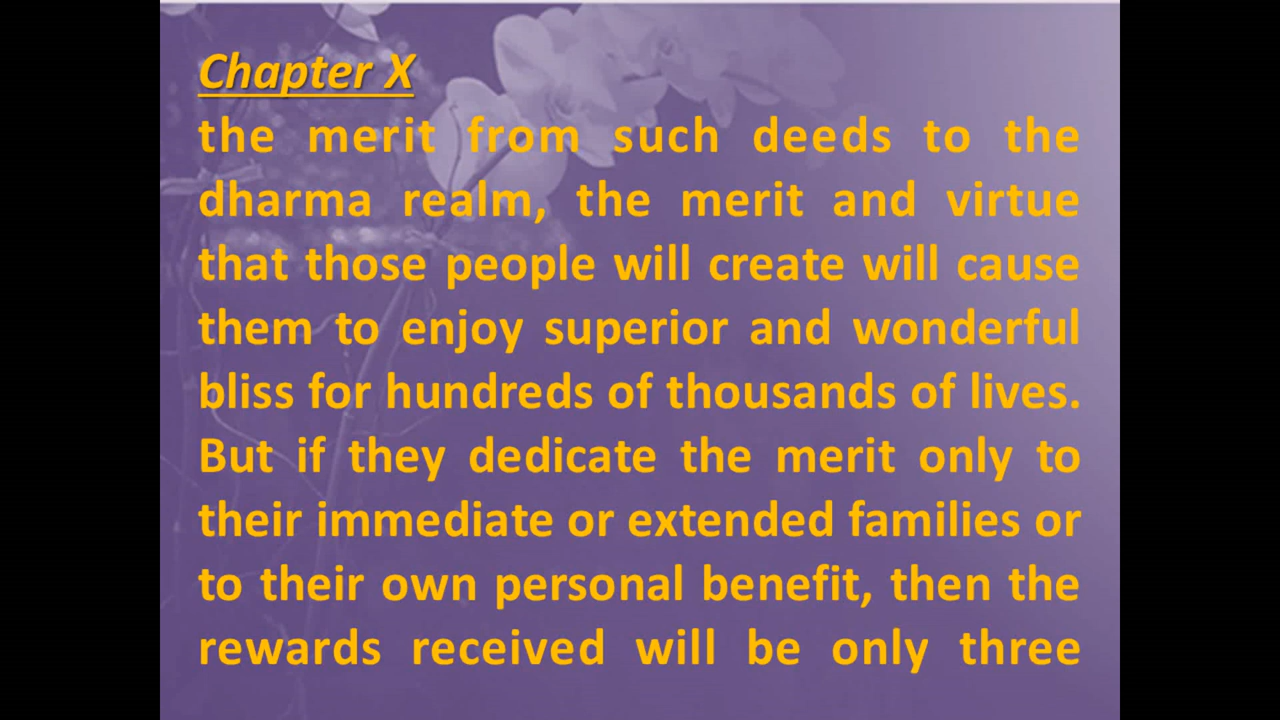 Chapter X
the merit from such deeds to the
dharma realm, the merit and virtue
that those people will create will cause
them to enjoy superior and wonderful
bliss for hundreds of thousands of lives.
But if they dedicate the merit only to
their immediate or extended families or
to their own personal benefit, then the
rewards received will be only three